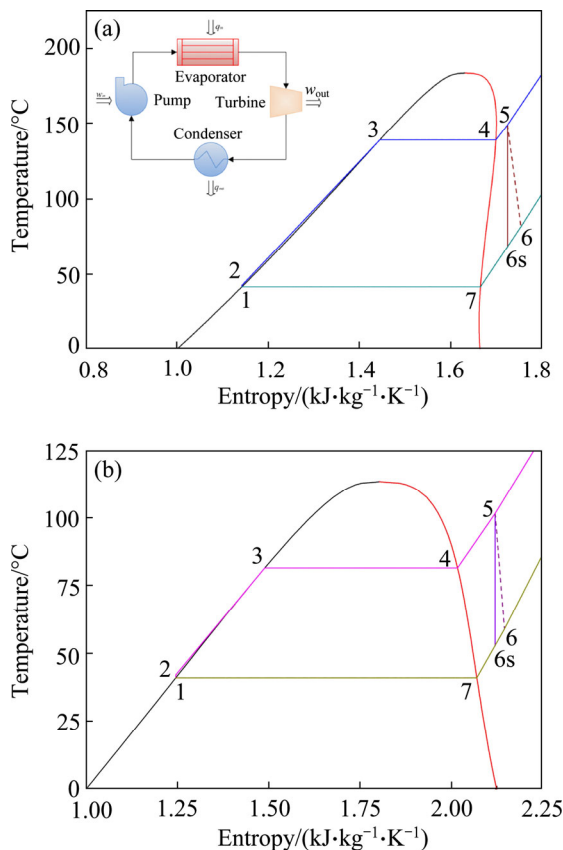 (a)
q_in
Evaporator
w_in
Pump
Turbine
w_out
Condenser
q_out
Temperature/°C
200
150
100
50
0
3
4
5
2
1
6
6s
7
0.8 1.0 1.2 1.4 1.6 1.8
Entropy/(kJ·kg⁻¹·K⁻¹)
(b)
Temperature/°C
125
100
75
50
25
0
5
3
4
2
1
6
6s
7
1.00 1.25 1.50 1.75 2.00 2.25
Entropy/(kJ·kg⁻¹·K⁻¹)